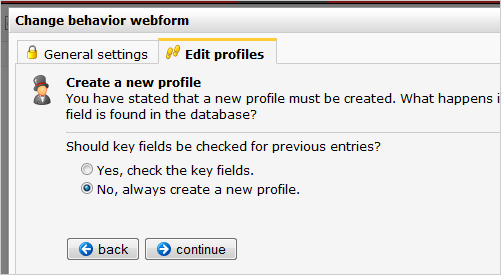 Change behavior webform
General settings
Edit profiles
Create a new profile
You have stated that a new profile must be created. What happens i
field is found in the database?
Should key fields be checked for previous entries?
Yes, check the key fields.
No, always create a new profile.
back
continue